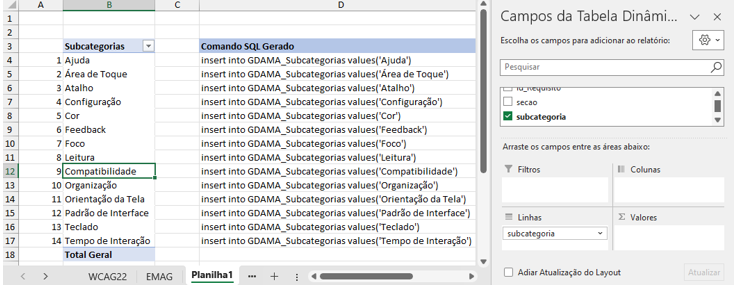 A B C D
1
2
3 Subcategorias Comando SQL Gerado
4 1 Ajuda insert into GDAMA_Subcategorias values('Ajuda')
5 2 Área de Toque insert into GDAMA_Subcategorias values('Área de Toque')
6 3 Atalho insert into GDAMA_Subcategorias values('Atalho')
7 4 Configuração insert into GDAMA_Subcategorias values('Configuração')
8 5 Cor insert into GDAMA_Subcategorias values('Cor')
9 6 Feedback insert into GDAMA_Subcategorias values('Feedback')
10 7 Foco insert into GDAMA_Subcategorias values('Foco')
11 8 Leitura insert into GDAMA_Subcategorias values('Leitura')
12 9 Compatibilidade insert into GDAMA_Subcategorias values('Compatibilidade')
13 10 Organização insert into GDAMA_Subcategorias values('Organização')
14 11 Orientação da Tela insert into GDAMA_Subcategorias values('Orientação da Tela')
15 12 Padrão de Interface insert into GDAMA_Subcategorias values('Padrão de Interface')
16 13 Teclado insert into GDAMA_Subcategorias values('Teclado')
17 14 Tempo de Interação insert into GDAMA_Subcategorias values('Tempo de Interação')
18 Total Geral
WCAG22 EMAG Planilha1 ...
Campos da Tabela Dinâmi...
Escolha os campos para adicionar ao relatório:
Pesquisar
id_requisito
secao
subcategoria
Arraste os campos entre as áreas abaixo:
Filtros Colunas
Linhas Σ Valores
subcategoria
Adiar Atualização do Layout Atualizar